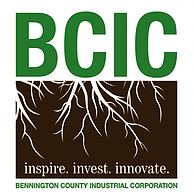 BCIC
inspire. invest. innovate.
BENNINGTON COUNTY INDUSTRIAL CORPORATION